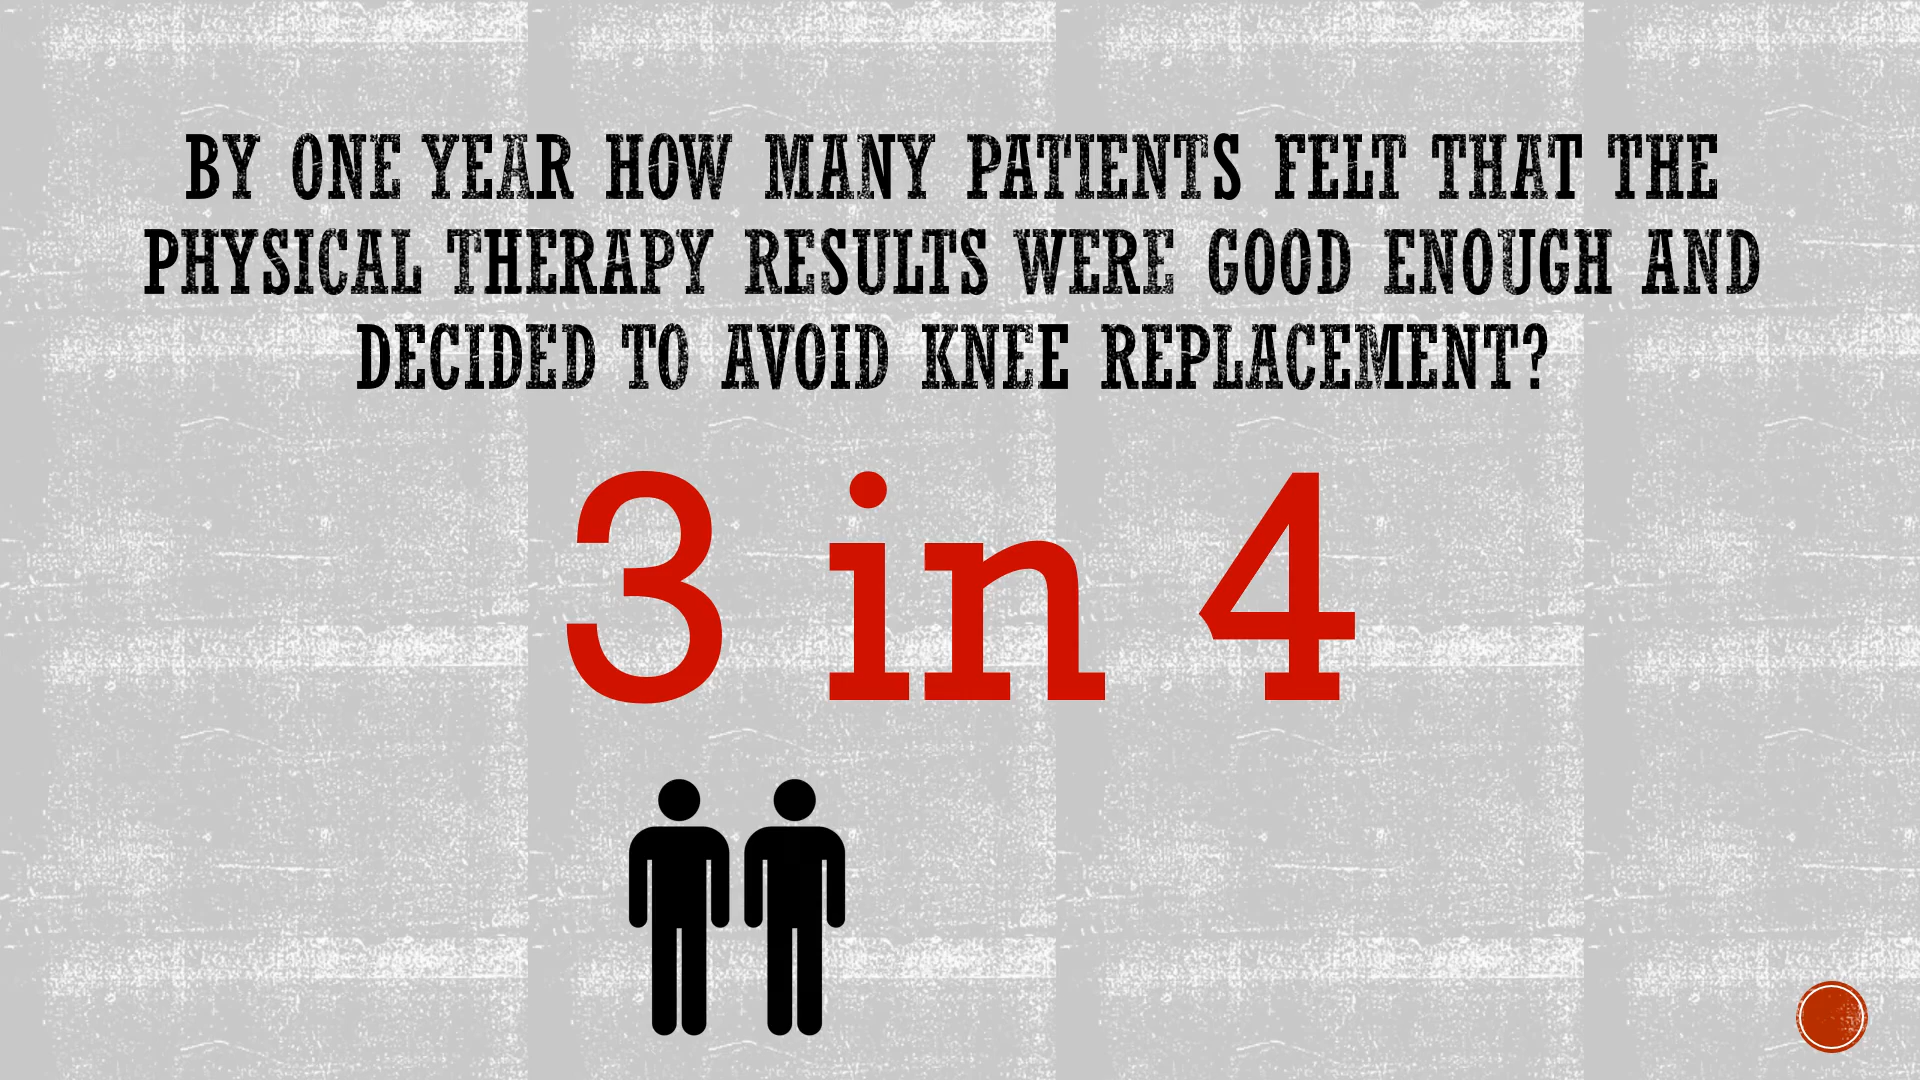 BY ONE YEAR HOW MANY PATIENTS FELT THAT THE
PHYSICAL THERAPY RESULTS WERE GOOD ENOUGH AND
DECIDED TO AVOID KNEE REPLACEMENT?
3 in 4